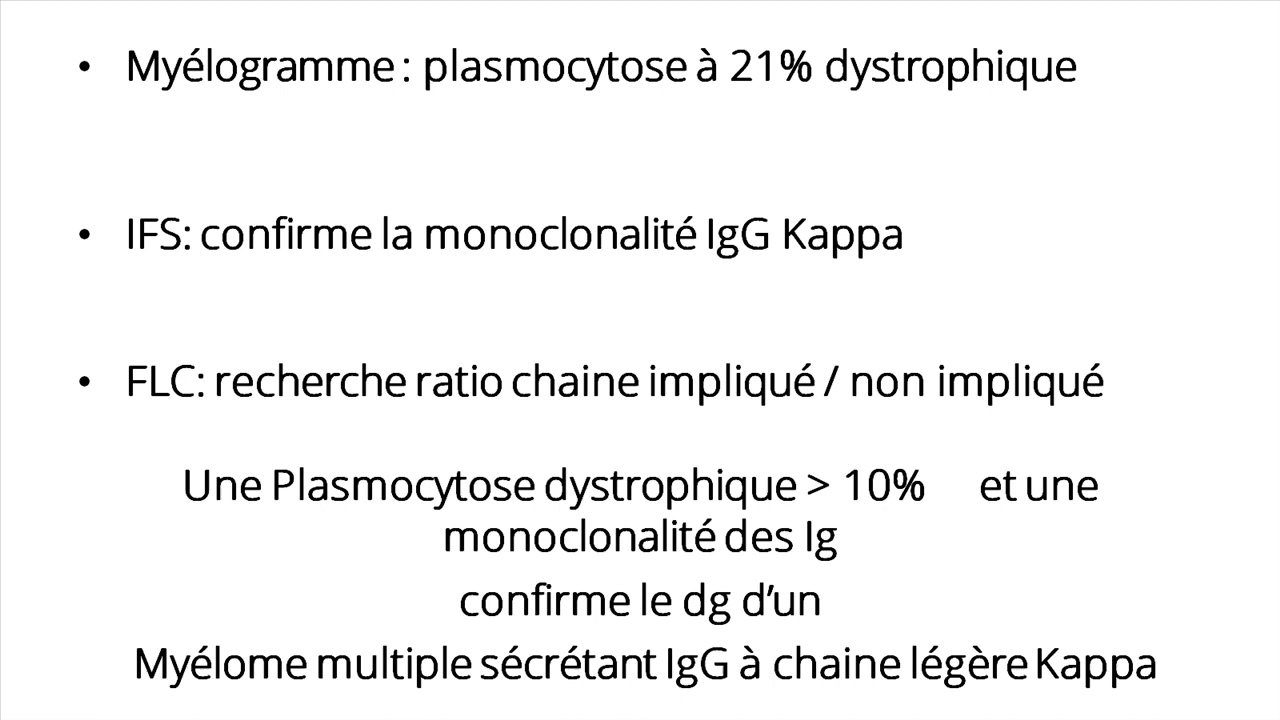 • Myélogramme : plasmocytose à 21% dystrophique
• IFS: confirme la monoclonalité IgG Kappa
• FLC: recherche ratio chaine impliqué / non impliqué
Une Plasmocytose dystrophique > 10% et une
monoclonalité des Ig
confirme le dg d’un
Myélome multiple sécrétant IgG à chaine légère Kappa